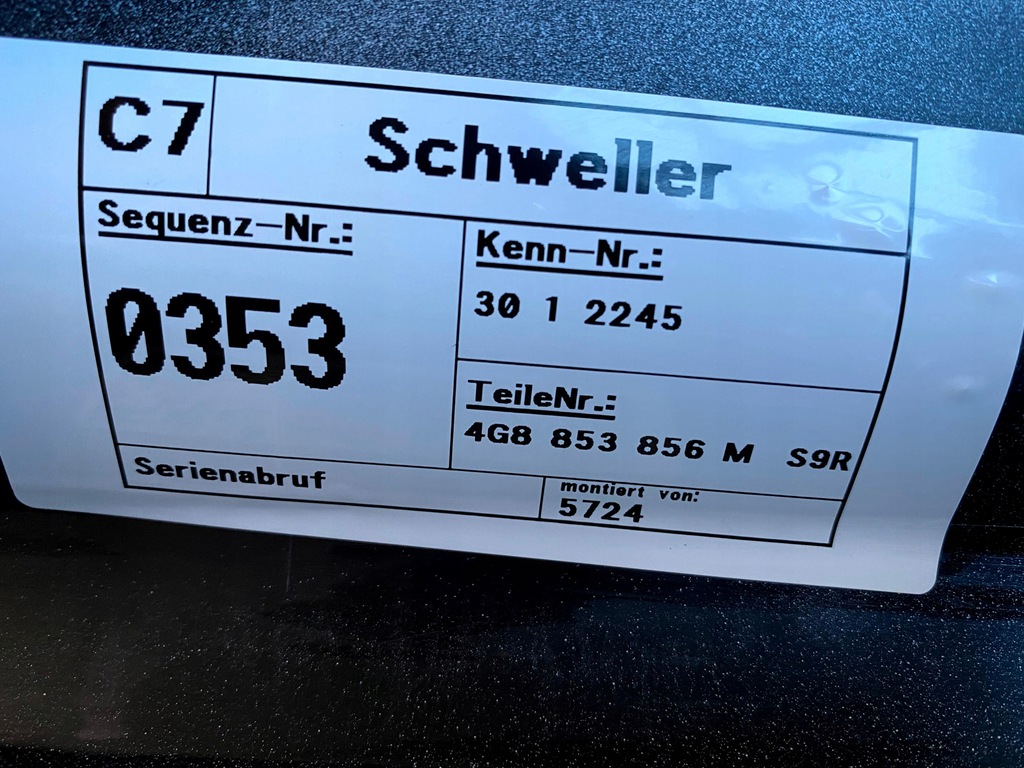 C7 Schweller
Sequenz-Nr.:
0353
Kenn-Nr.:
30 1 2245
TeileNr.:
4G8 853 856 M S9R
Serienabruf
montiert von:
5724